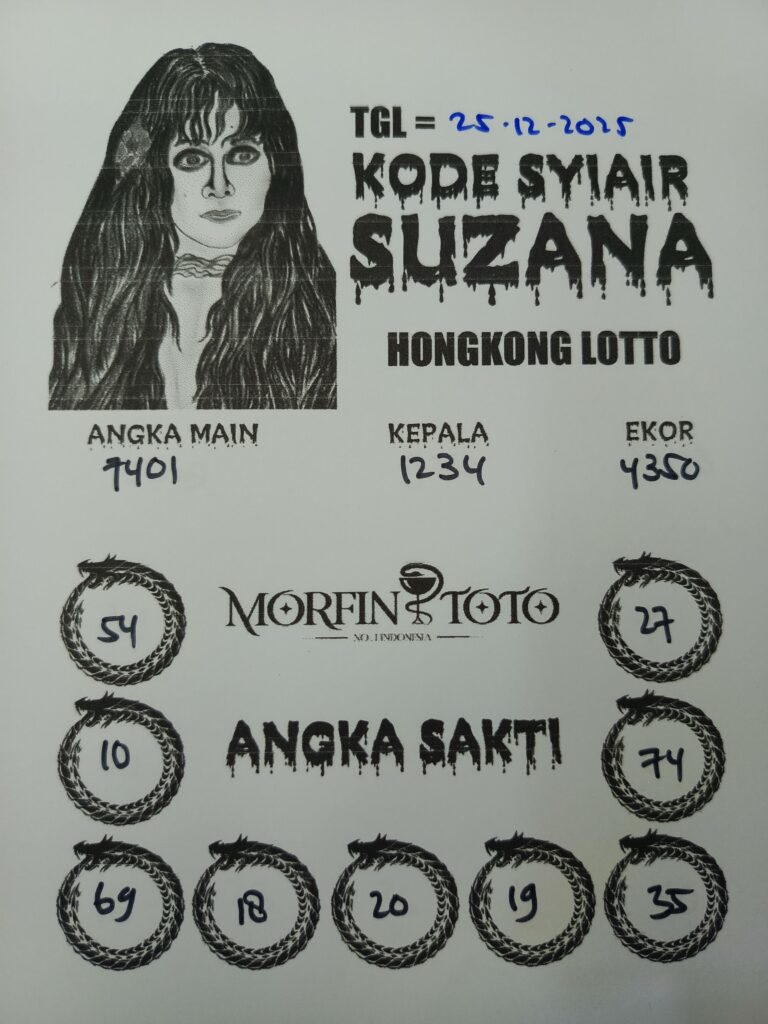 TGL = 25-12-2025
KODE SYIAIR
SUZANA
HONGKONG LOTTO
ANGKA MAIN KEPALA EKOR
7401 1234 4350
MORFIN TOTO
NO.1 INDONESIA
54 27
ANGKA SAKTI
10 74
69 18 20 19 35